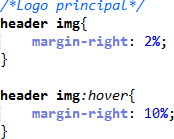 /*Logo principal*/
header img{
    margin-right: 2%;
}

header img:hover{
    margin-right: 10%;
}